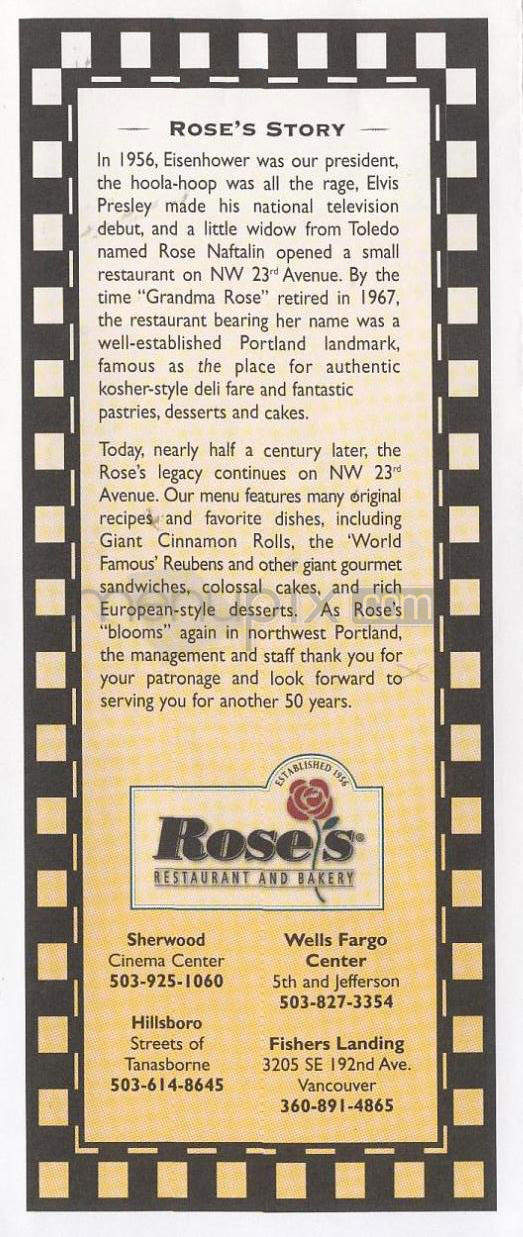 ROSE'S STORY
In 1956, Eisenhower was our president,
the hoola-hoop was all the rage, Elvis
Presley made his national television
debut, and a little widow from Toledo
named Rose Naftalin opened a small
restaurant on NW 23rd Avenue. By the
time "Grandma Rose" retired in 1967,
the restaurant bearing her name was a
well-established Portland landmark,
famous as the place for authentic
kosher-style deli fare and fantastic
pastries, desserts and cakes.
Today, nearly half a century later, the
Rose's legacy continues on NW 23rd
Avenue. Our menu features many original
recipes and favorite dishes, including
Giant Cinnamon Rolls, the 'World
Famous' Reubens and other giant gourmet
sandwiches, colossal cakes, and rich
European-style desserts. As Rose's
"blooms" again in northwest Portland,
the management and staff thank you for
your patronage and look forward to
serving you for another 50 years.
menupix.com
ESTABLISHED 1956
Rose's®
RESTAURANT AND BAKERY
Sherwood
Cinema Center
503-925-1060
Hillsboro
Streets of
Tanasborne
503-614-8645
Wells Fargo
Center
5th and Jefferson
503-827-3354
Fishers Landing
3205 SE 192nd Ave.
Vancouver
360-891-4865